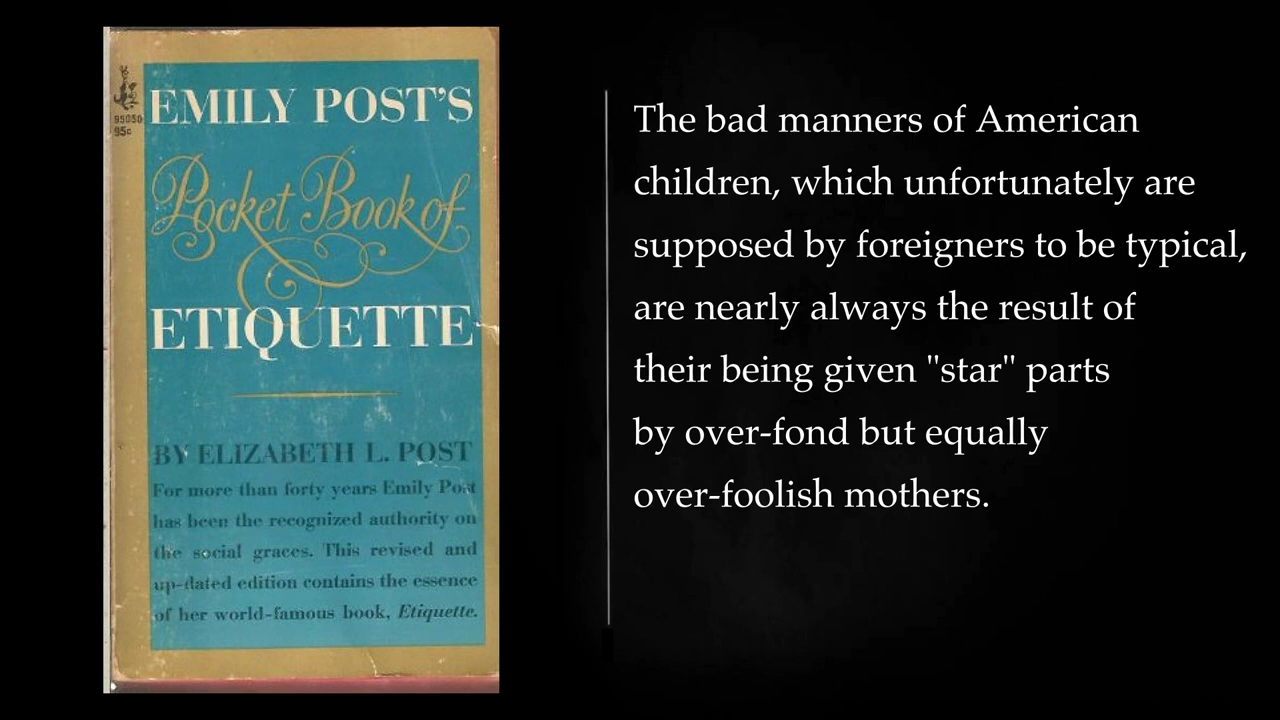 EMILY POST'S
Pocket Book of
ETIQUETTE
95050
95c
BY ELIZABETH L. POST
For more than forty years Emily Post
has been the recognized authority on
the social graces. This revised and
up-dated edition contains the essence
of her world-famous book, Etiquette.
The bad manners of American
children, which unfortunately are
supposed by foreigners to be typical,
are nearly always the result of
their being given "star" parts
by over-fond but equally
over-foolish mothers.